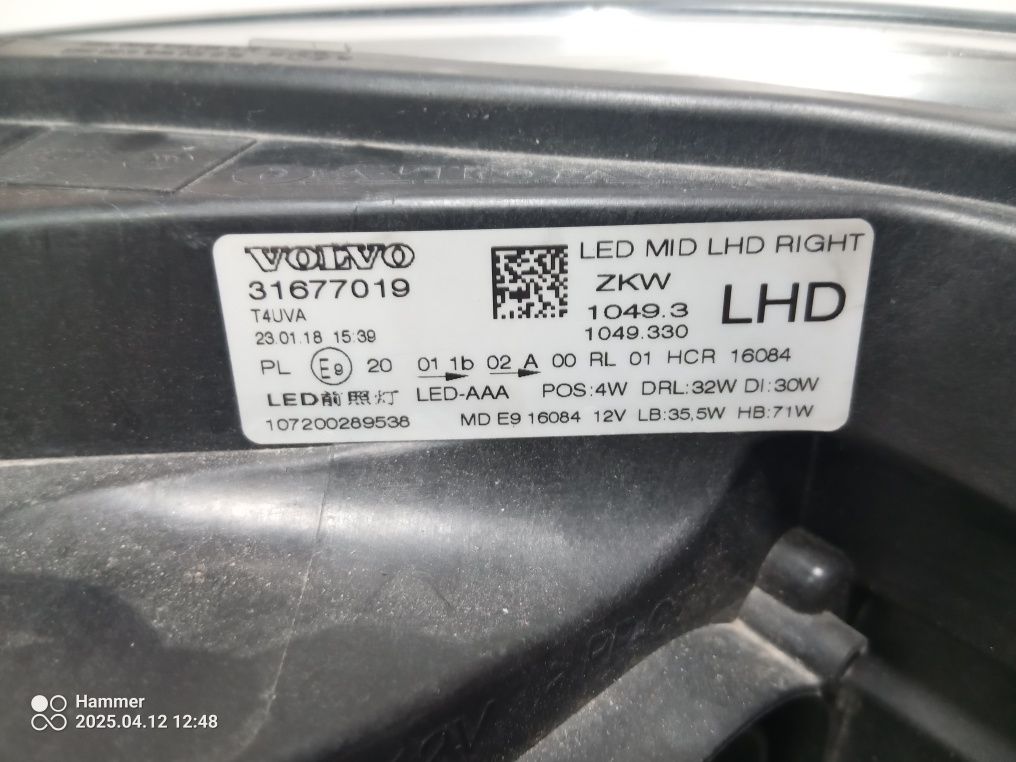 VOLVO
31677019
T4UVA
23.01.18 15:39
LED MID LHD RIGHT
ZKW
1049.3
1049.330
LHD
PL E9 20 01 1b 02 A 00 RL 01 HCR 16084
LED前照灯 LED-AAA POS:4W DRL:32W DI:30W
107200289538 MD E9 16084 12V LB:35,5W HB:71W
Hammer
2025.04.12 12:48